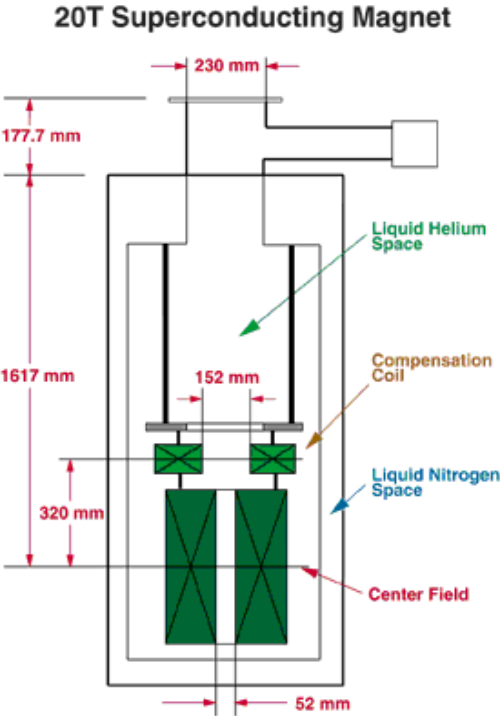 20T Superconducting Magnet
230 mm
177.7 mm
Liquid Helium
Space
Compensation
Coil
152 mm
1617 mm
Liquid Nitrogen
Space
320 mm
Center Field
52 mm